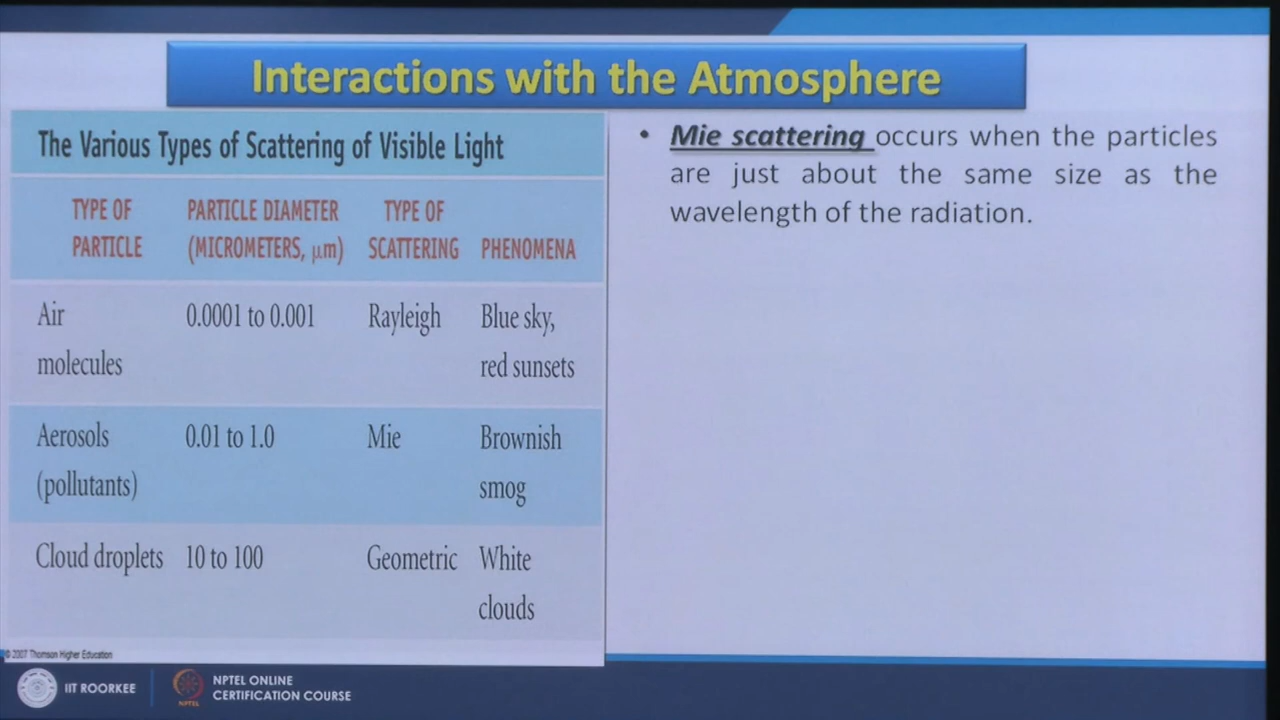 Interactions with the Atmosphere
The Various Types of Scattering of Visible Light
TYPE OF PARTICLE PARTICLE DIAMETER (MICROMETERS, µm) TYPE OF SCATTERING PHENOMENA
Air molecules 0.0001 to 0.001 Rayleigh Blue sky, red sunsets
Aerosols (pollutants) 0.01 to 1.0 Mie Brownish smog
Cloud droplets 10 to 100 Geometric White clouds
© 2007 Thomson Higher Education
• Mie scattering occurs when the particles
are just about the same size as the
wavelength of the radiation.
IIT ROORKEE
NPTEL
NPTEL ONLINE
CERTIFICATION COURSE